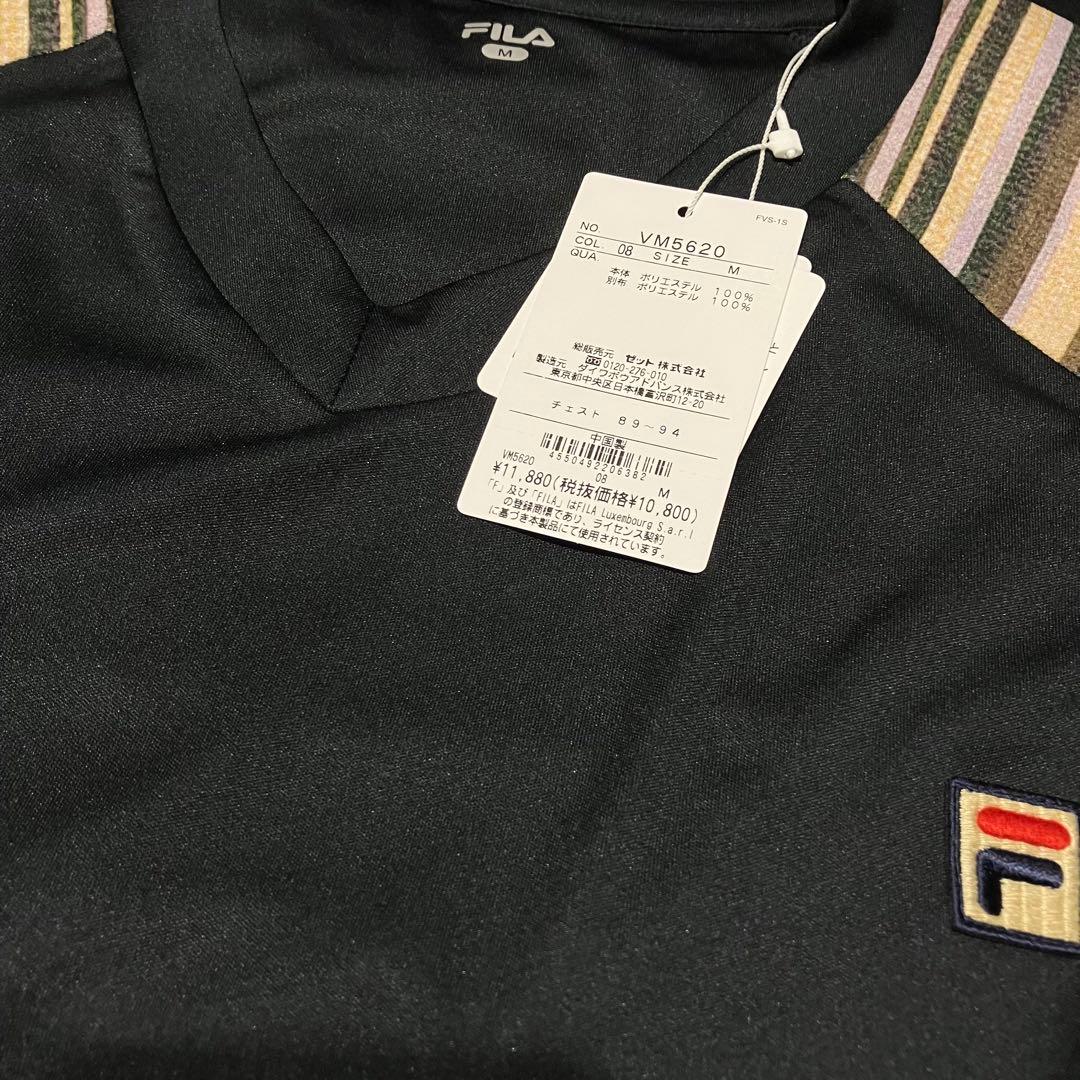 FILA
M
FVS-1S
NO. VM5620
COL. 08 SIZE M
QUA.
本体 ポリエステル 100%
別布 ポリエステル 100%
総販売元 ゼット株式会社
0120-276-010
製造元 ダイワボウアドバンス株式会社
東京都中央区日本橋富沢町12-20
チェスト 89～94
中国製
VM5620 4550492206382
08 M
¥11,880(税抜価格¥10,800)
「F」及び「FILA」はFILA Luxembourg S.a.r.l
の登録商標であり、ライセンス契約
に基づき本製品にて使用されています。
F